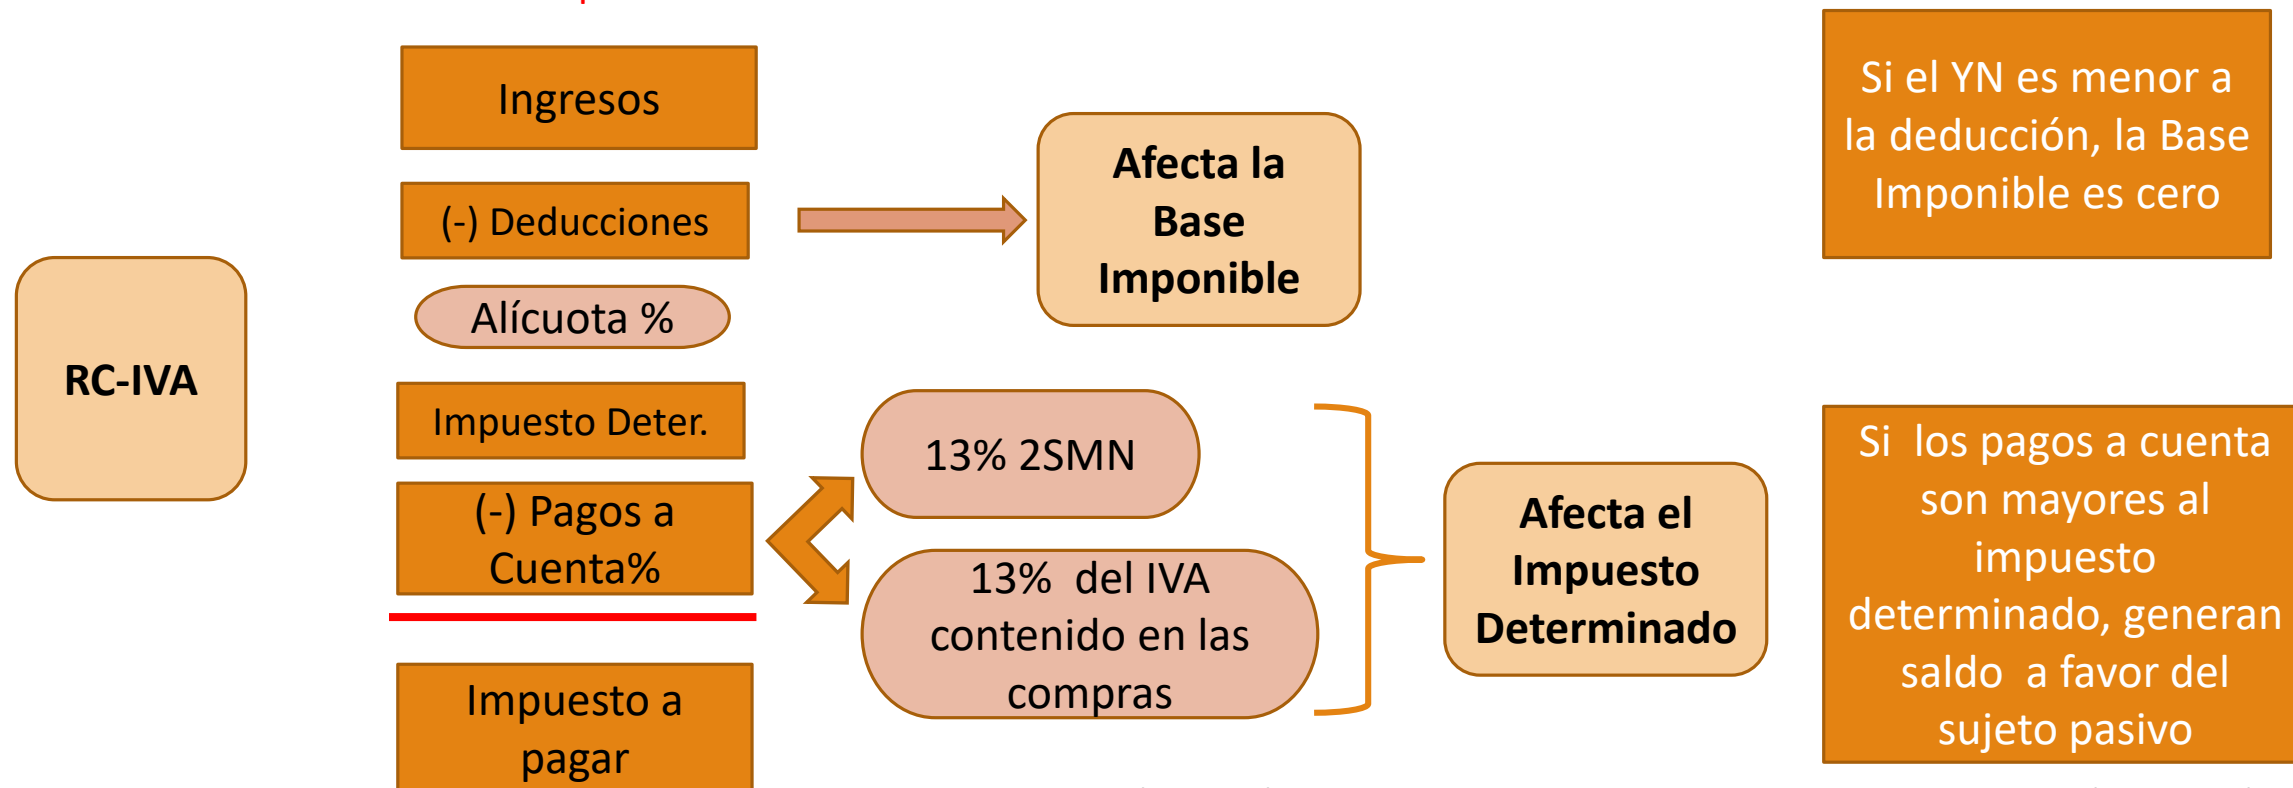 RC-IVA
Ingresos
(-) Deducciones
Alícuota %
Impuesto Deter.
(-) Pagos a
Cuenta%
Impuesto a
pagar
Afecta la
Base
Imponible
13% 2SMN
13%  del IVA
contenido en las
compras
Afecta el
Impuesto
Determinado
Si el YN es menor a
la deducción, la Base
Imponible es cero
Si  los pagos a cuenta
son mayores al
impuesto
determinado, generan
saldo  a favor del
sujeto pasivo